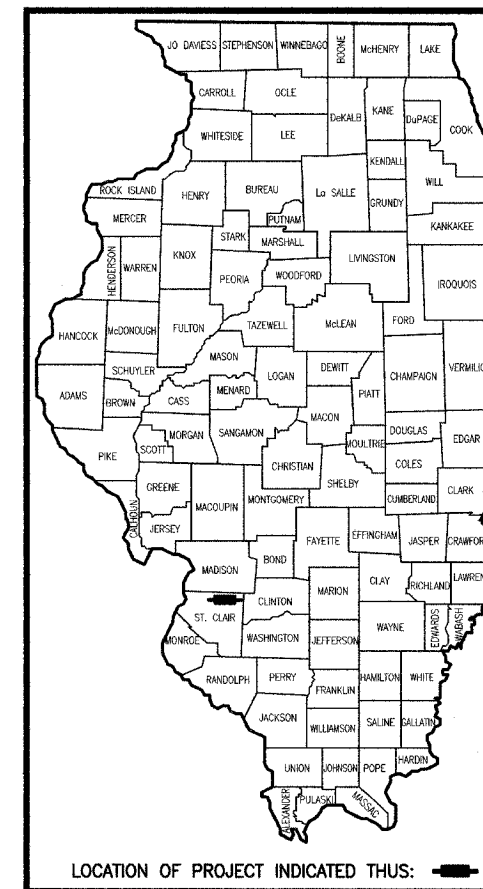 JO DAVIESS STEPHENSON WINNEBAGO BOONE McHENRY LAKE
CARROLL OGLE DeKALB KANE DuPAGE COOK
WHITESIDE LEE
KENDALL
ROCK ISLAND HENRY BUREAU La SALLE GRUNDY WILL
PUTNAM
MERCER STARK MARSHALL KANKAKEE
HENDERSON WARREN KNOX PEORIA WOODFORD LIVINGSTON IROQUOIS
HANCOCK McDONOUGH FULTON TAZEWELL McLEAN FORD
MASON
SCHUYLER LOGAN DEWITT CHAMPAIGN VERMILIO
ADAMS BROWN CASS MENARD MACON PIATT
DOUGLAS
MORGAN SANGAMON MOULTRIE EDGAR
PIKE SCOTT CHRISTIAN COLES
GREENE SHELBY CUMBERLAND CLARK
CALHOUN JERSEY MACOUPIN MONTGOMERY
FAYETTE EFFINGHAM JASPER CRAWFOR
MADISON BOND
CLAY RICHLAND LAWREN
ST. CLAIR CLINTON MARION
MONROE WASHINGTON JEFFERSON WAYNE EDWARDS WABASH
RANDOLPH PERRY HAMILTON WHITE
FRANKLIN
JACKSON WILLIAMSON SALINE GALLATIN
UNION JOHNSON POPE HARDIN
ALEXANDER PULASKI MASSAC
LOCATION OF PROJECT INDICATED THUS: